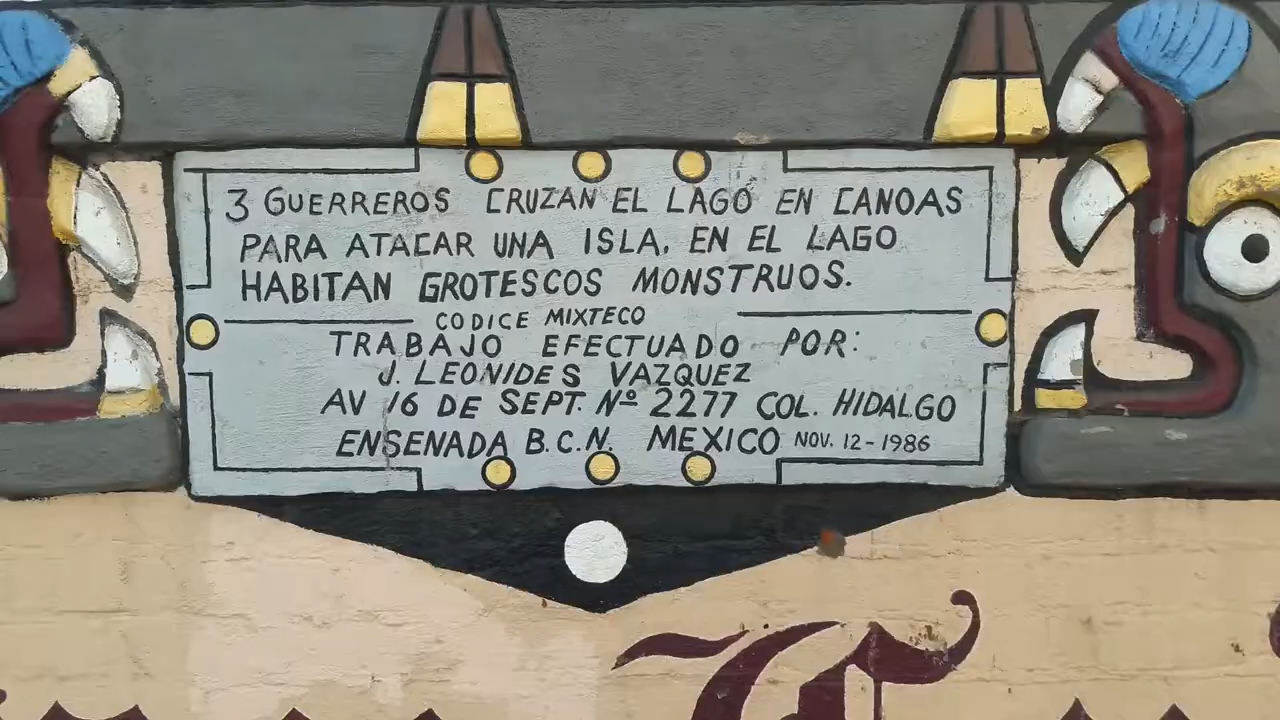 3 GUERREROS CRUZAN EL LAGO EN CANOAS
PARA ATACAR UNA ISLA. EN EL LAGO
HABITAN GROTESCOS MONSTRUOS.
CODICE MIXTECO
TRABAJO EFECTUADO POR:
J. LEONIDES VAZQUEZ
AV 16 DE SEPT. Nº 2277 COL. HIDALGO
ENSENADA B.C.N. MEXICO NOV. 12-1986